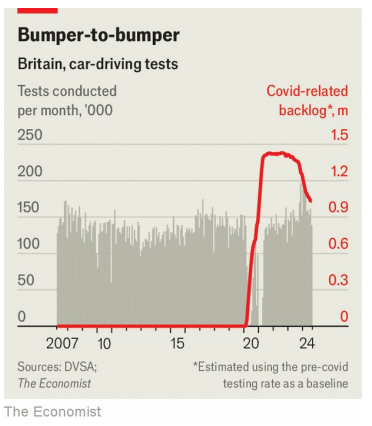 Bumper-to-bumper
Britain, car-driving tests
Tests conducted
per month, '000
Covid-related
backlog*, m
250 1.5
200 1.2
150 0.9
100 0.6
50 0.3
0 0
2007 10 15 20 24
Sources: DVSA;
The Economist
*Estimated using the pre-covid
testing rate as a baseline
The Economist